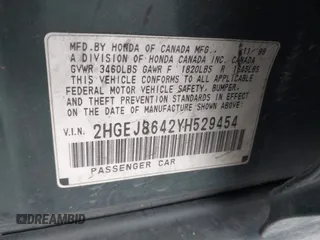 MFD.BY HONDA OF CANADA MFG., 11/99
A DIVISION OF HONDA CANADA INC. CANADA
GVWR 3460LBS GAWR F 1820LBS R
THIS VEHICLE CONFORMS TO ALL APPLICABLE
FEDERAL MOTOR VEHICLE SAFETY, BUMPER,
AND THEFT PREVENTION STANDARDS IN EFFECT
ON THE DATE OF MANUFACTURE SHOWN ABOVE.
V.I.N. 2HGEJ8642YH529454
PASSENGER CAR
DREAMBID